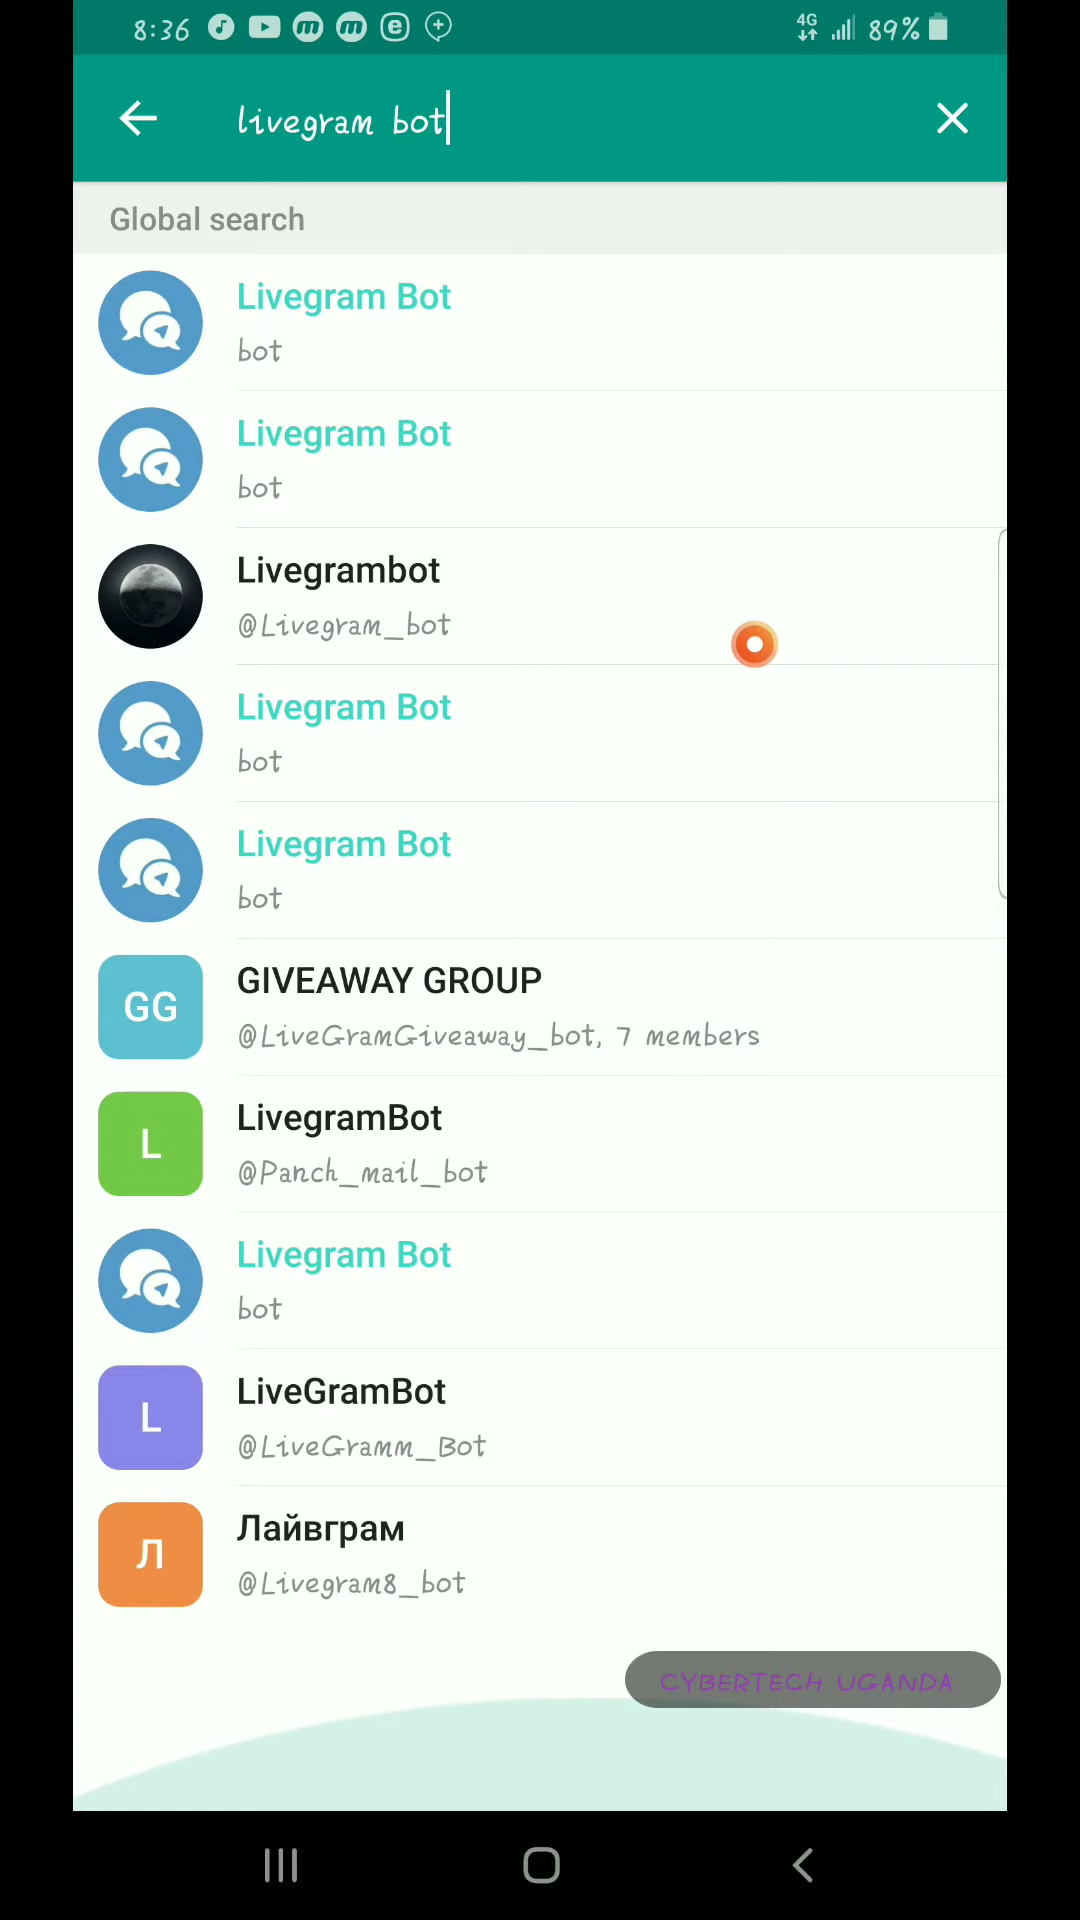 8:36
4G
89%
livegram bot
Global search
Livegram Bot
bot
Livegram Bot
bot
Livegrambot
@Livegram_bot
Livegram Bot
bot
Livegram Bot
bot
GG
GIVEAWAY GROUP
@LiveGramGiveaway_bot, 7 members
L
LivegramBot
@Panch_mail_bot
Livegram Bot
bot
L
LiveGramBot
@LiveGramm_Bot
Л
Лайвграм
@Livegram8_bot
CYBERTECH UGANDA